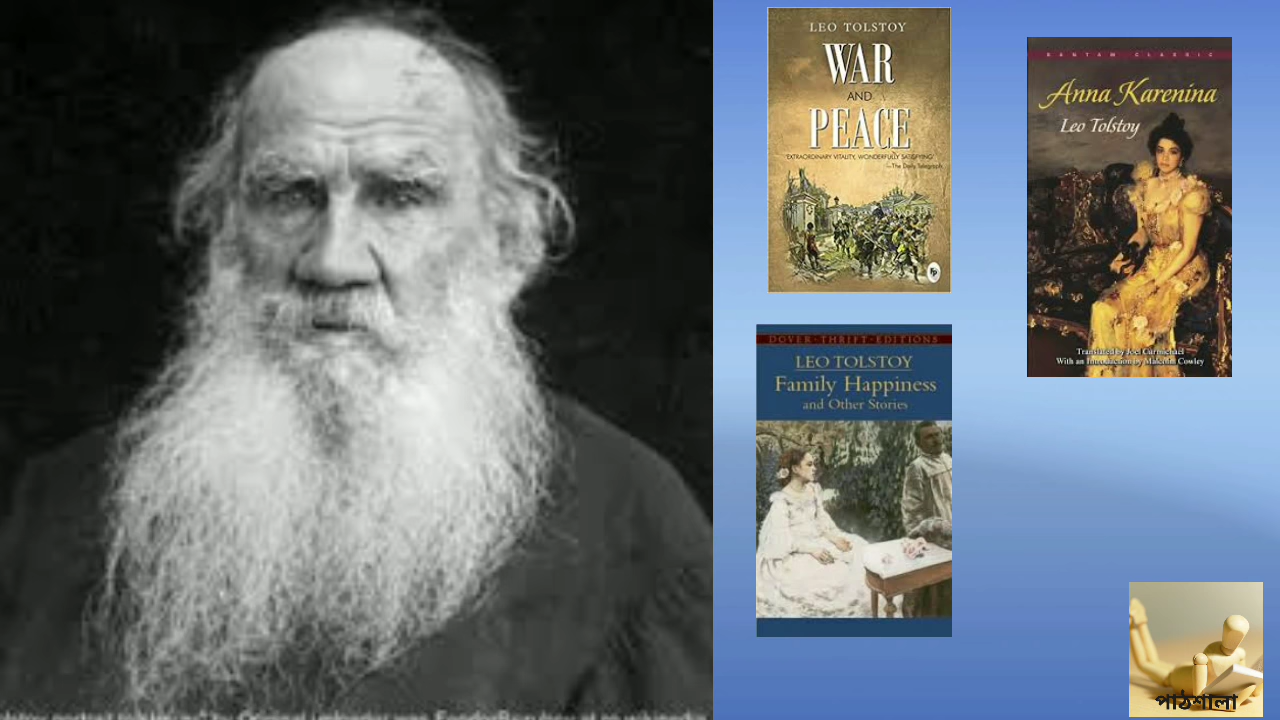 LEO TOLSTOY
WAR
AND
PEACE
"EXTRAORDINARY VITALITY, WONDERFULLY SATISFYING"
—The Daily Telegraph
BANTAM CLASSIC
Anna Karenina
Leo Tolstoy
Translated by Joel Carmichael
With an Introduction by Malcolm Cowley
DOVER · THRIFT · EDITIONS
LEO TOLSTOY
Family Happiness
and Other Stories
পাঠশালা